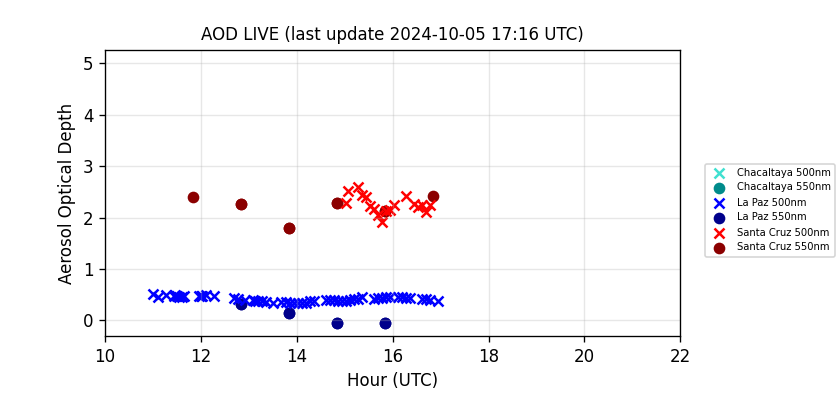 AOD LIVE (last update 2024-10-05 17:16 UTC)
Aerosol Optical Depth
5
4
3
2
1
0
10 12 14 16 18 20 22
Hour (UTC)
Chacaltaya 500nm
Chacaltaya 550nm
La Paz 500nm
La Paz 550nm
Santa Cruz 500nm
Santa Cruz 550nm